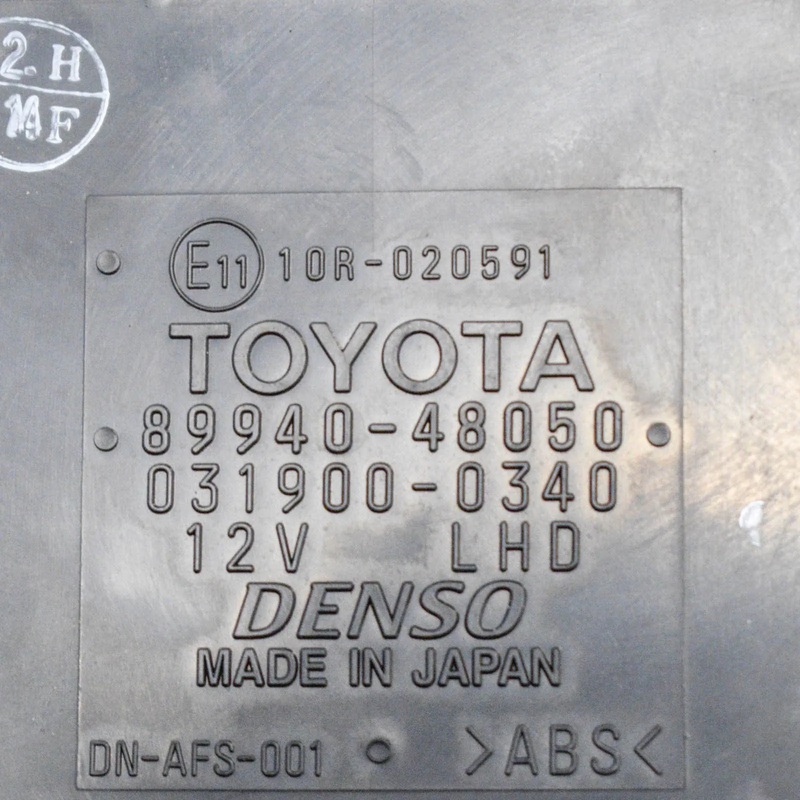 2.H
F
E11 10R-020591
TOYOTA
89940-48050
031900-0340
12V LHD
DENSO
MADE IN JAPAN
DN-AFS-001 >ABS<